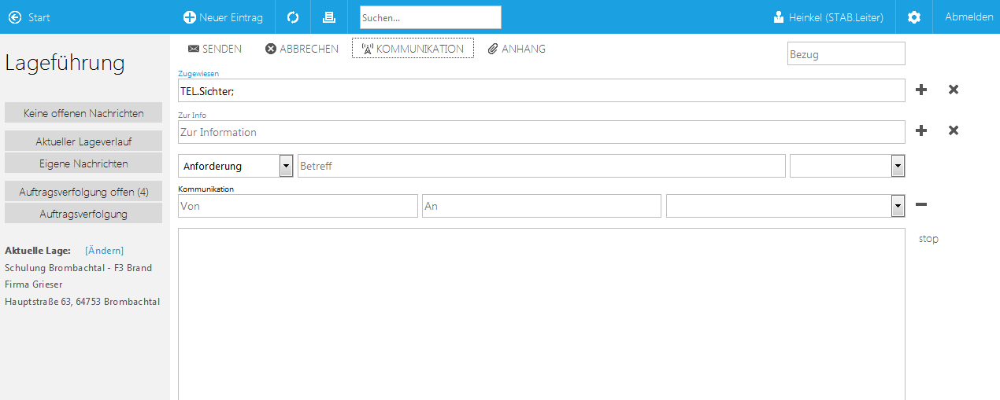 Start
Neuer Eintrag
Suchen...
Heinkel (STAB.Leiter)
Abmelden
Lageführung
Keine offenen Nachrichten
Aktueller Lageverlauf
Eigene Nachrichten
Auftragsverfolgung offen (4)
Auftragsverfolgung
Aktuelle Lage: [Ändern]
Schulung Brombachtal - F3 Brand
Firma Grieser
Hauptstraße 63, 64753 Brombachtal
SENDEN ABBRECHEN KOMMUNIKATION ANHANG
Bezug
Zugewiesen
TEL.Sichter;
Zur Info
Zur Information
Anforderung Betreff
Kommunikation
Von An
stop